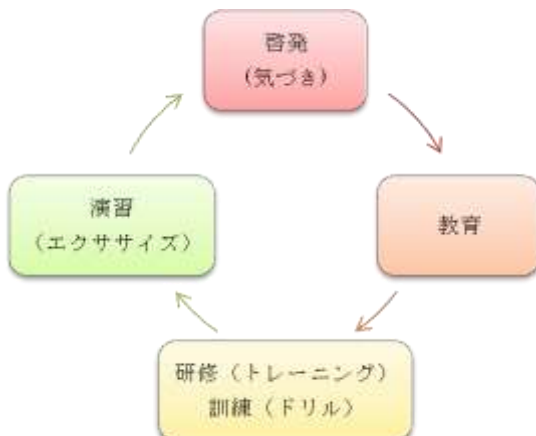 啓発
（気づき）
教育
研修（トレーニング）
訓練（ドリル）
演習
（エクササイズ）